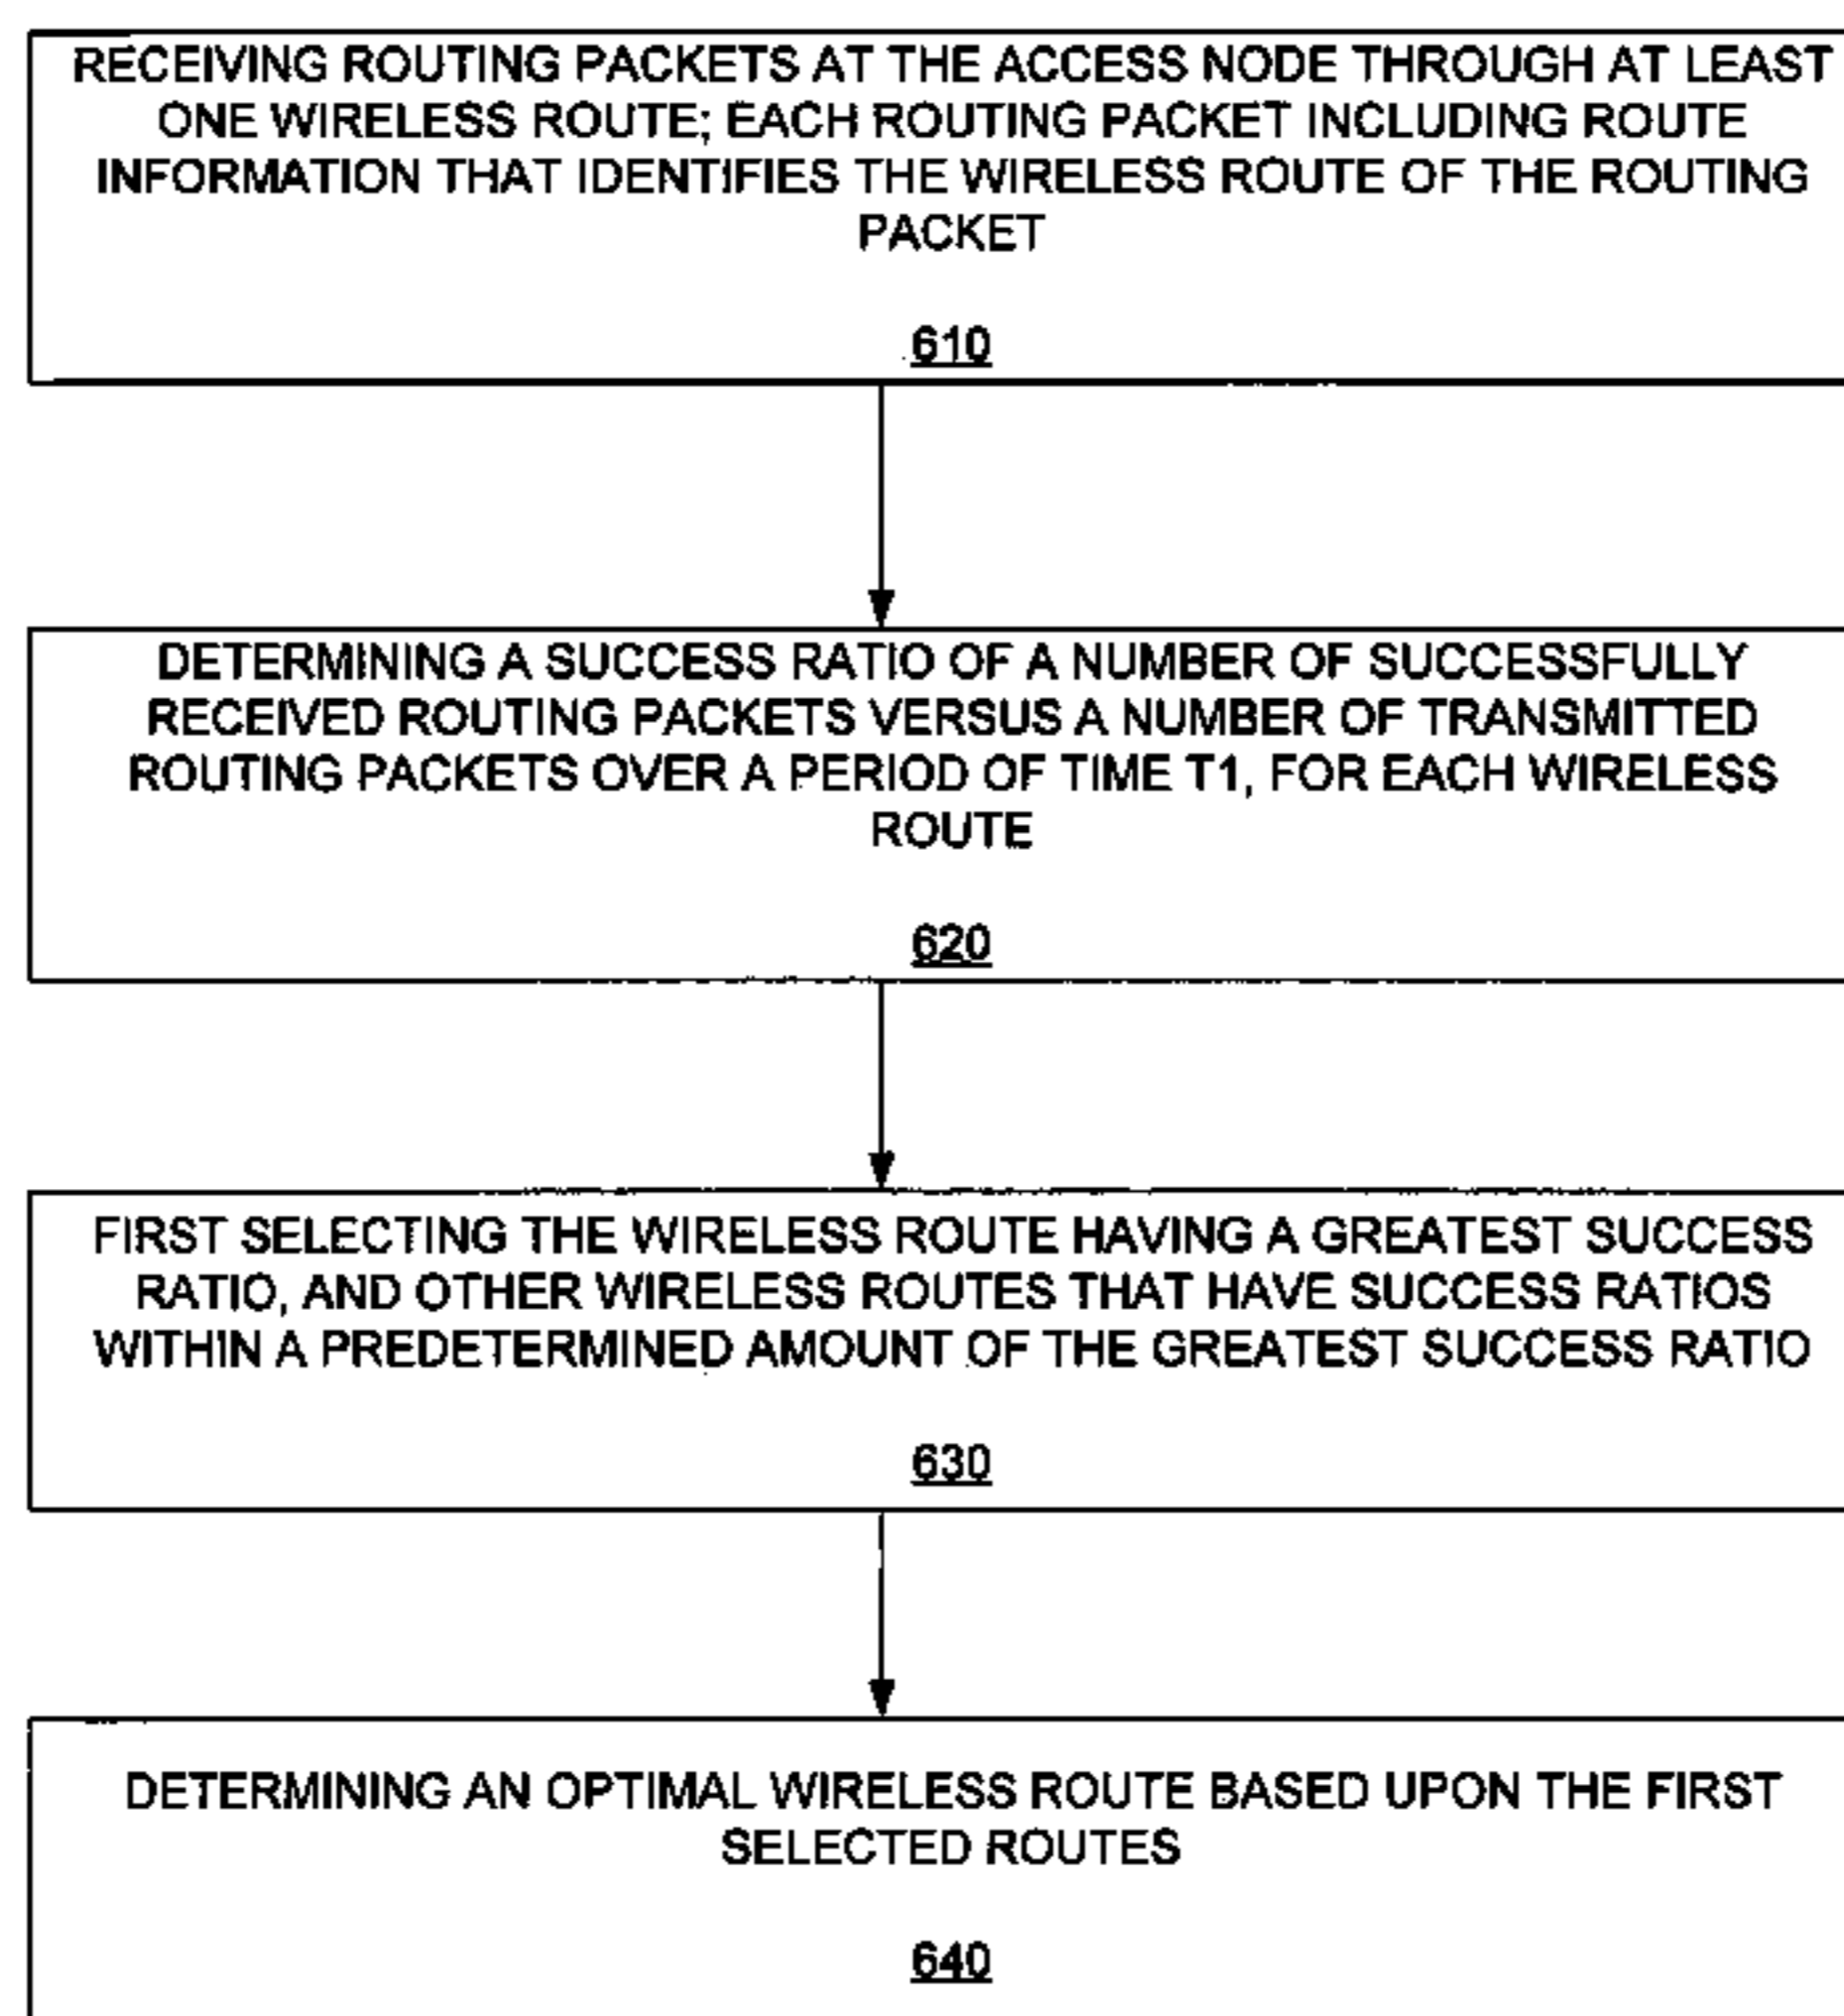 RECEIVING ROUTING PACKETS AT THE ACCESS NODE THROUGH AT LEAST
ONE WIRELESS ROUTE; EACH ROUTING PACKET INCLUDING ROUTE
INFORMATION THAT IDENTIFIES THE WIRELESS ROUTE OF THE ROUTING
PACKET
610
DETERMINING A SUCCESS RATIO OF A NUMBER OF SUCCESSFULLY
RECEIVED ROUTING PACKETS VERSUS A NUMBER OF TRANSMITTED
ROUTING PACKETS OVER A PERIOD OF TIME T1, FOR EACH WIRELESS
ROUTE
620
FIRST SELECTING THE WIRELESS ROUTE HAVING A GREATEST SUCCESS
RATIO, AND OTHER WIRELESS ROUTES THAT HAVE SUCCESS RATIOS
WITHIN A PREDETERMINED AMOUNT OF THE GREATEST SUCCESS RATIO
630
DETERMINING AN OPTIMAL WIRELESS ROUTE BASED UPON THE FIRST
SELECTED ROUTES
640